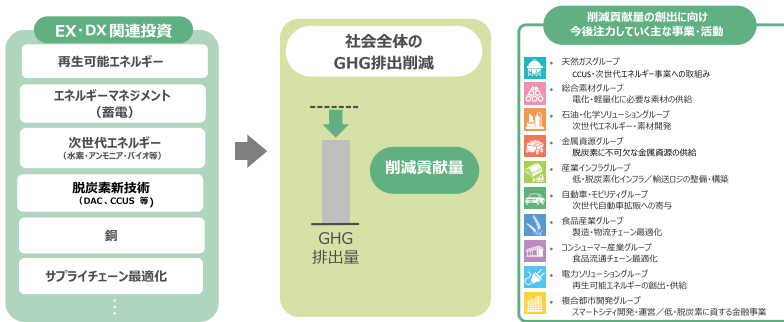 EX・DX 関連投資
再生可能エネルギー
エネルギーマネジメント
（蓄電）
次世代エネルギー
（水素・アンモニア・バイオ等）
脱炭素新技術
（DAC、CCUS 等）
銅
サプライチェーン最適化
⋮
社会全体の
GHG排出削減
削減貢献量
GHG
排出量
削減貢献量の創出に向け
今後注力していく主な事業・活動
• 天然ガスグループ
CCUS・次世代エネルギー事業への取組み
• 総合素材グループ
電化・軽量化に必要な素材の供給
• 石油・化学ソリューショングループ
次世代エネルギー・素材開発
• 金属資源グループ
脱炭素に不可欠な金属資源の供給
• 産業インフラグループ
低・脱炭素化インフラ／輸送ロジの整備・構築
• 自動車・モビリティグループ
次世代自動車拡販への寄与
• 食品産業グループ
製造・物流チェーン最適化
• コンシューマー産業グループ
食品流通チェーン最適化
• 電力ソリューショングループ
再生可能エネルギーの創出・供給
• 複合都市開発グループ
スマートシティ開発・運営／低・脱炭素に資する金融事業